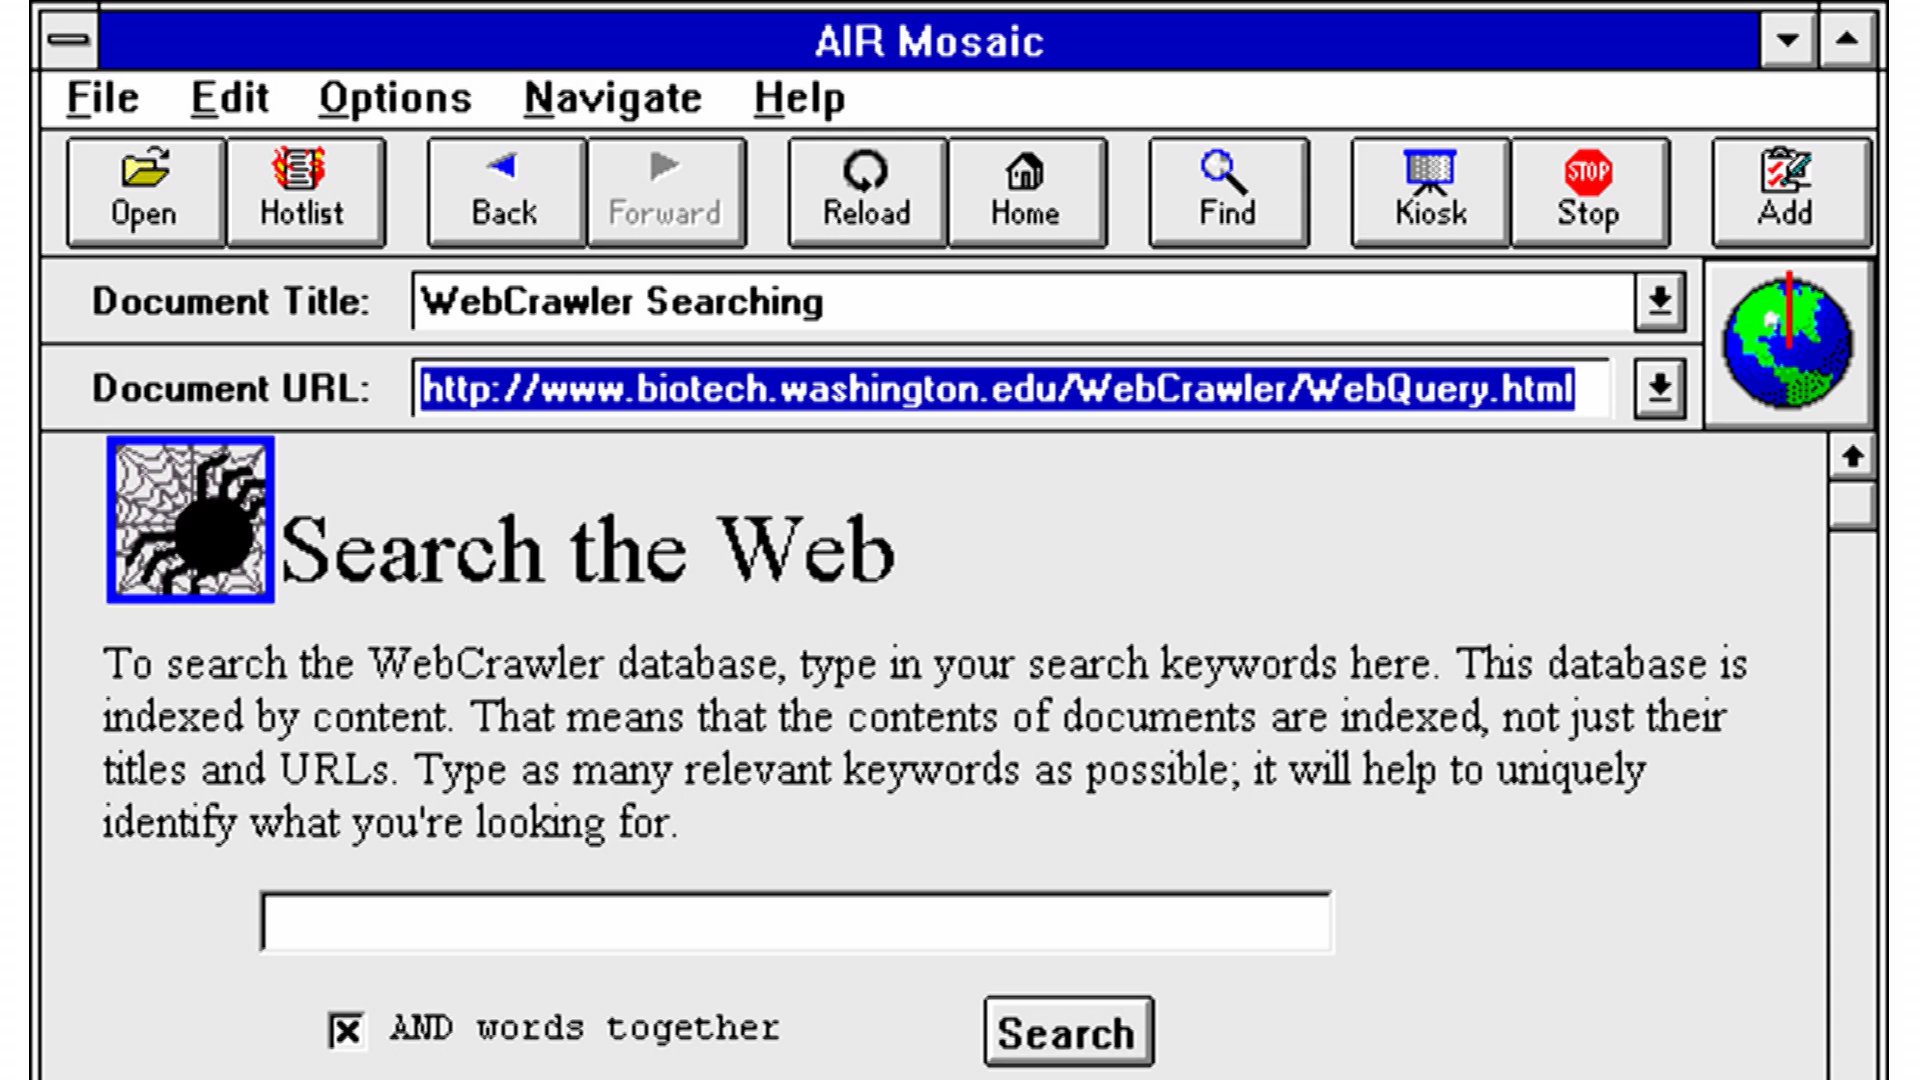 AIR Mosaic
File Edit Options Navigate Help
Open Hotlist Back Forward Reload Home Find Kiosk STOP Stop Add
Document Title: WebCrawler Searching
Document URL: http://www.biotech.washington.edu/WebCrawler/WebQuery.html
Search the Web
To search the WebCrawler database, type in your search keywords here. This database is
indexed by content. That means that the contents of documents are indexed, not just their
titles and URLs. Type as many relevant keywords as possible; it will help to uniquely
identify what you're looking for.
AND words together Search